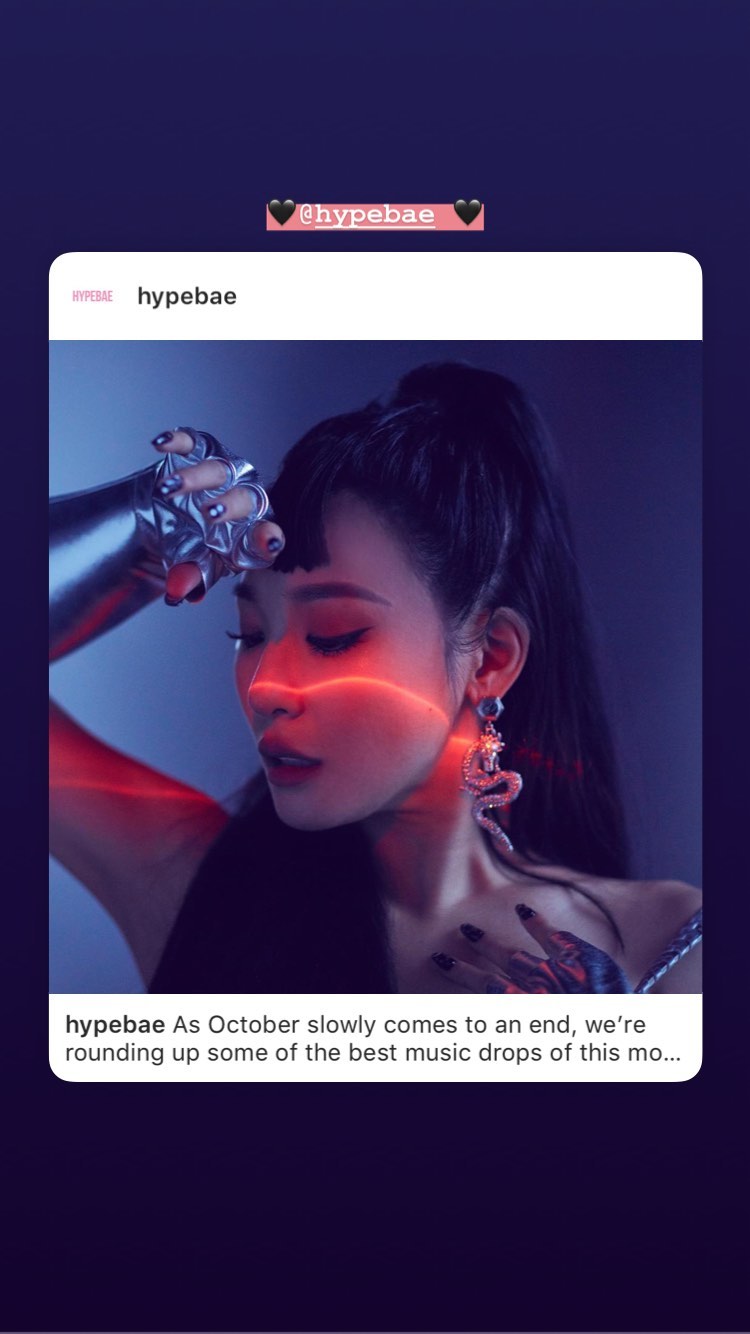 🖤@hypebae 🖤
HYPEBAE hypebae
hypebae As October slowly comes to an end, we’re
rounding up some of the best music drops of this mo...